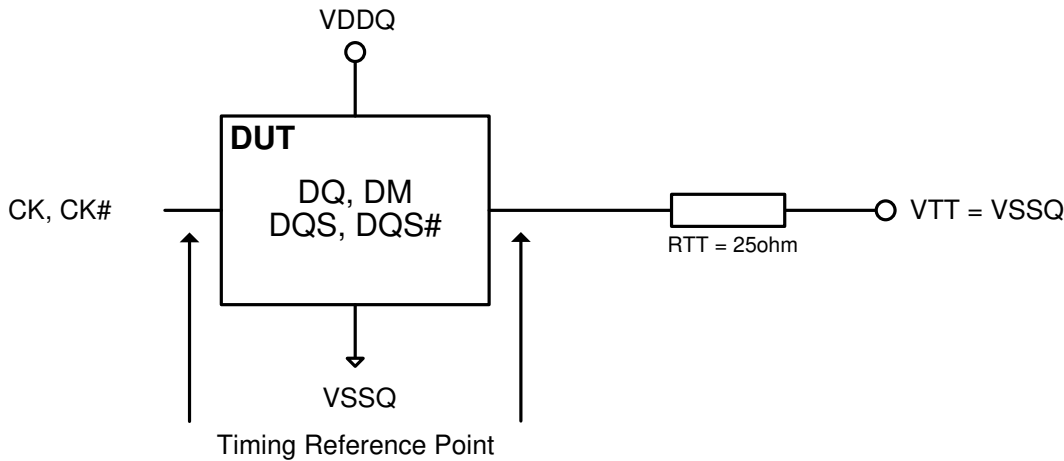 VDDQ
DUT
DQ, DM
DQS, DQS#
CK, CK#
VTT = VSSQ
RTT = 25ohm
VSSQ
Timing Reference Point